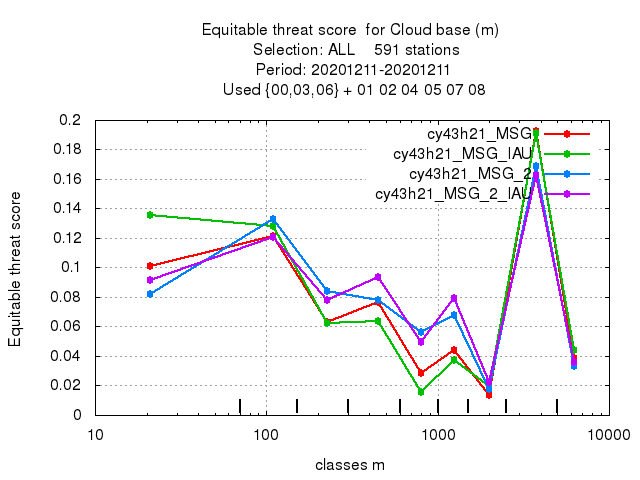 Equitable threat score for Cloud base (m)
Selection: ALL 591 stations
Period: 20201211-20201211
Used {00,03,06} + 01 02 04 05 07 08
Equitable threat score
0.2
0.18
0.16
0.14
0.12
0.1
0.08
0.06
0.04
0.02
0
cy43h21_MSG
cy43h21_MSG_IAU
cy43h21_MSG_2
cy43h21_MSG_2_IAU
10
100
1000
10000
classes m